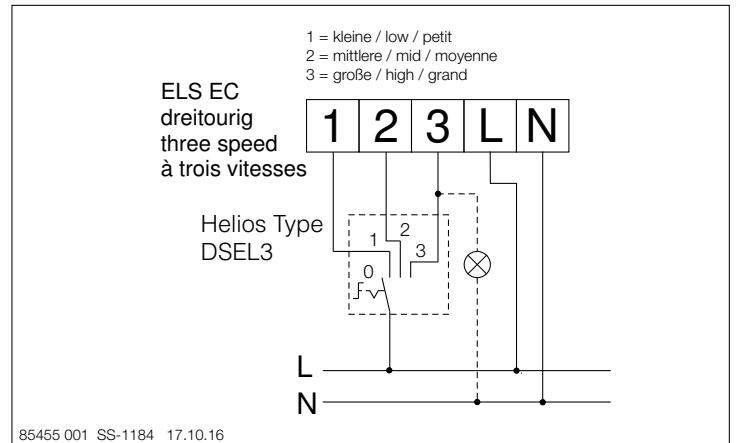 1 = kleine / low / petit
2 = mittlere / mid / moyenne
3 = große / high / grand
ELS EC
dreitourig
three speed
à trois vitesses
1 2 3 L N
Helios Type
DSEL3
2
1
3
0
L
N
85455 001 SS-1184 17.10.16